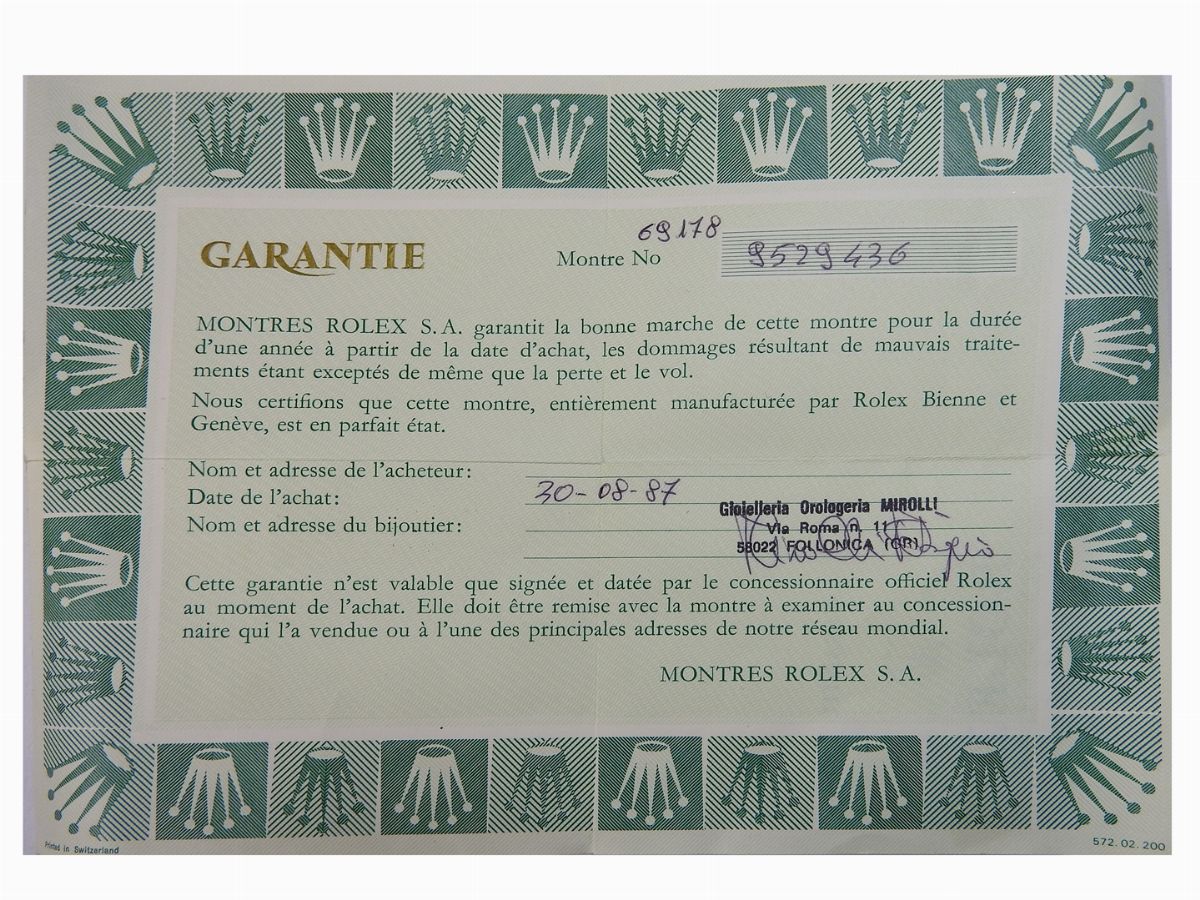 69178
GARANTIE Montre No 9529436
MONTRES ROLEX S.A. garantit la bonne marche de cette montre pour la durée
d'une année à partir de la date d'achat, les dommages résultant de mauvais traite-
ments étant exceptés de même que la perte et le vol.
Nous certifions que cette montre, entièrement manufacturée par Rolex Bienne et
Genève, est en parfait état.
Nom et adresse de l'acheteur:
Date de l'achat: 30-08-87
Nom et adresse du bijoutier:
Gioielleria Orologeria MIROLLI
Via Roma n. 11
58022 FOLLONICA (GR)
Cette garantie n'est valable que signée et datée par le concessionnaire officiel Rolex
au moment de l'achat. Elle doit être remise avec la montre à examiner au concession-
naire qui l'a vendue ou à l'une des principales adresses de notre réseau mondial.
MONTRES ROLEX S.A.
Printed in Switzerland
572.02.200